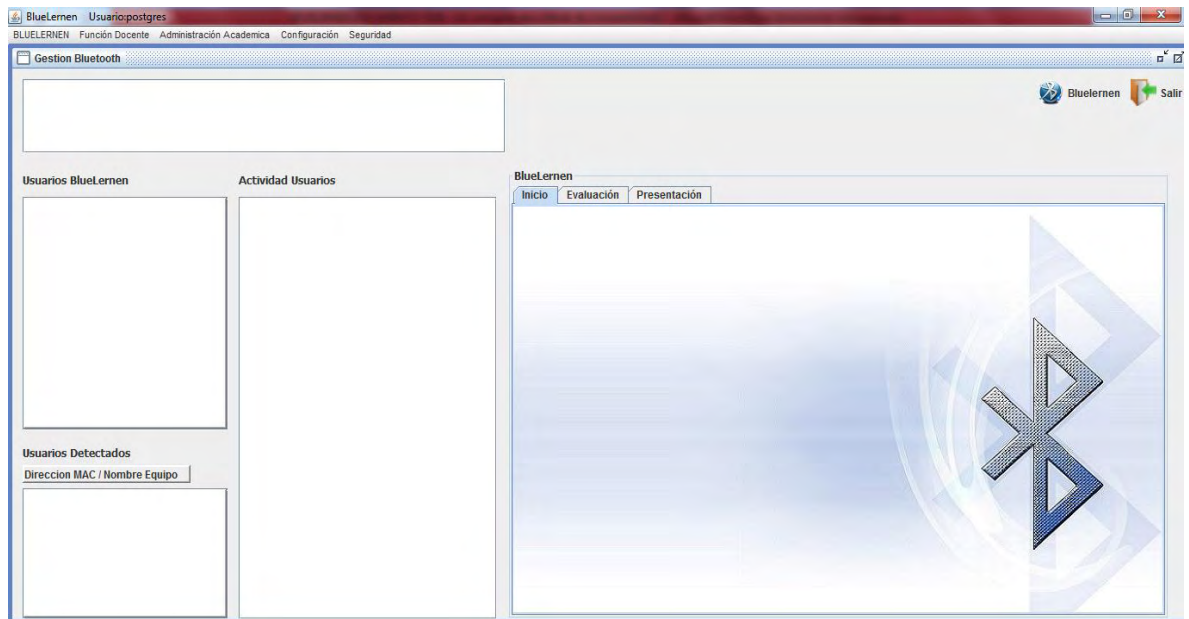 BlueLernen Usuario:postgres
BLUELERNEN Función Docente Administración Academica Configuración Seguridad
Gestion Bluetooth
Bluelernen Salir
Usuarios BlueLernen Actividad Usuarios BlueLernen
Inicio Evaluación Presentación
Usuarios Detectados
Direccion MAC / Nombre Equipo